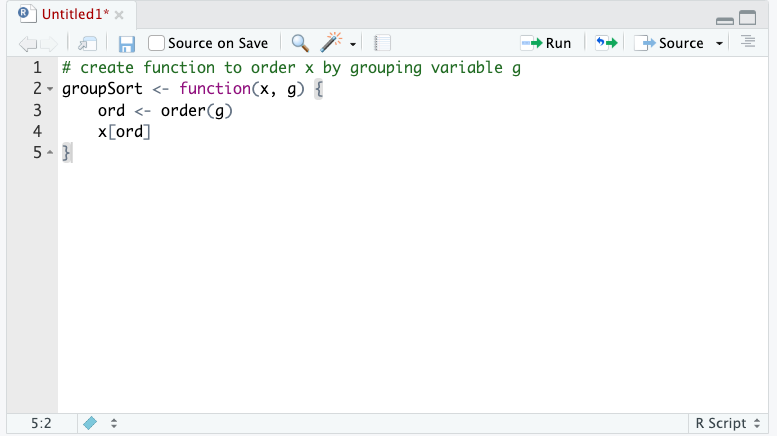 R Untitled1*
Source on Save Run Source
1 # create function to order x by grouping variable g
2 groupSort <- function(x, g) {
3     ord <- order(g)
4     x[ord]
5 }
5:2 R Script